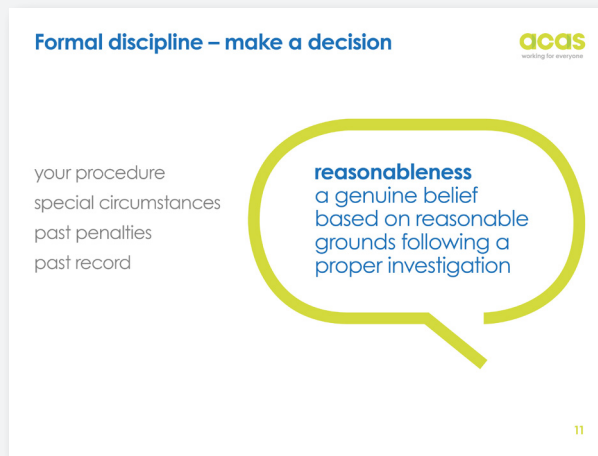 Formal discipline – make a decision
acas
working for everyone
your procedure
special circumstances
past penalties
past record
reasonableness
a genuine belief
based on reasonable
grounds following a
proper investigation
11